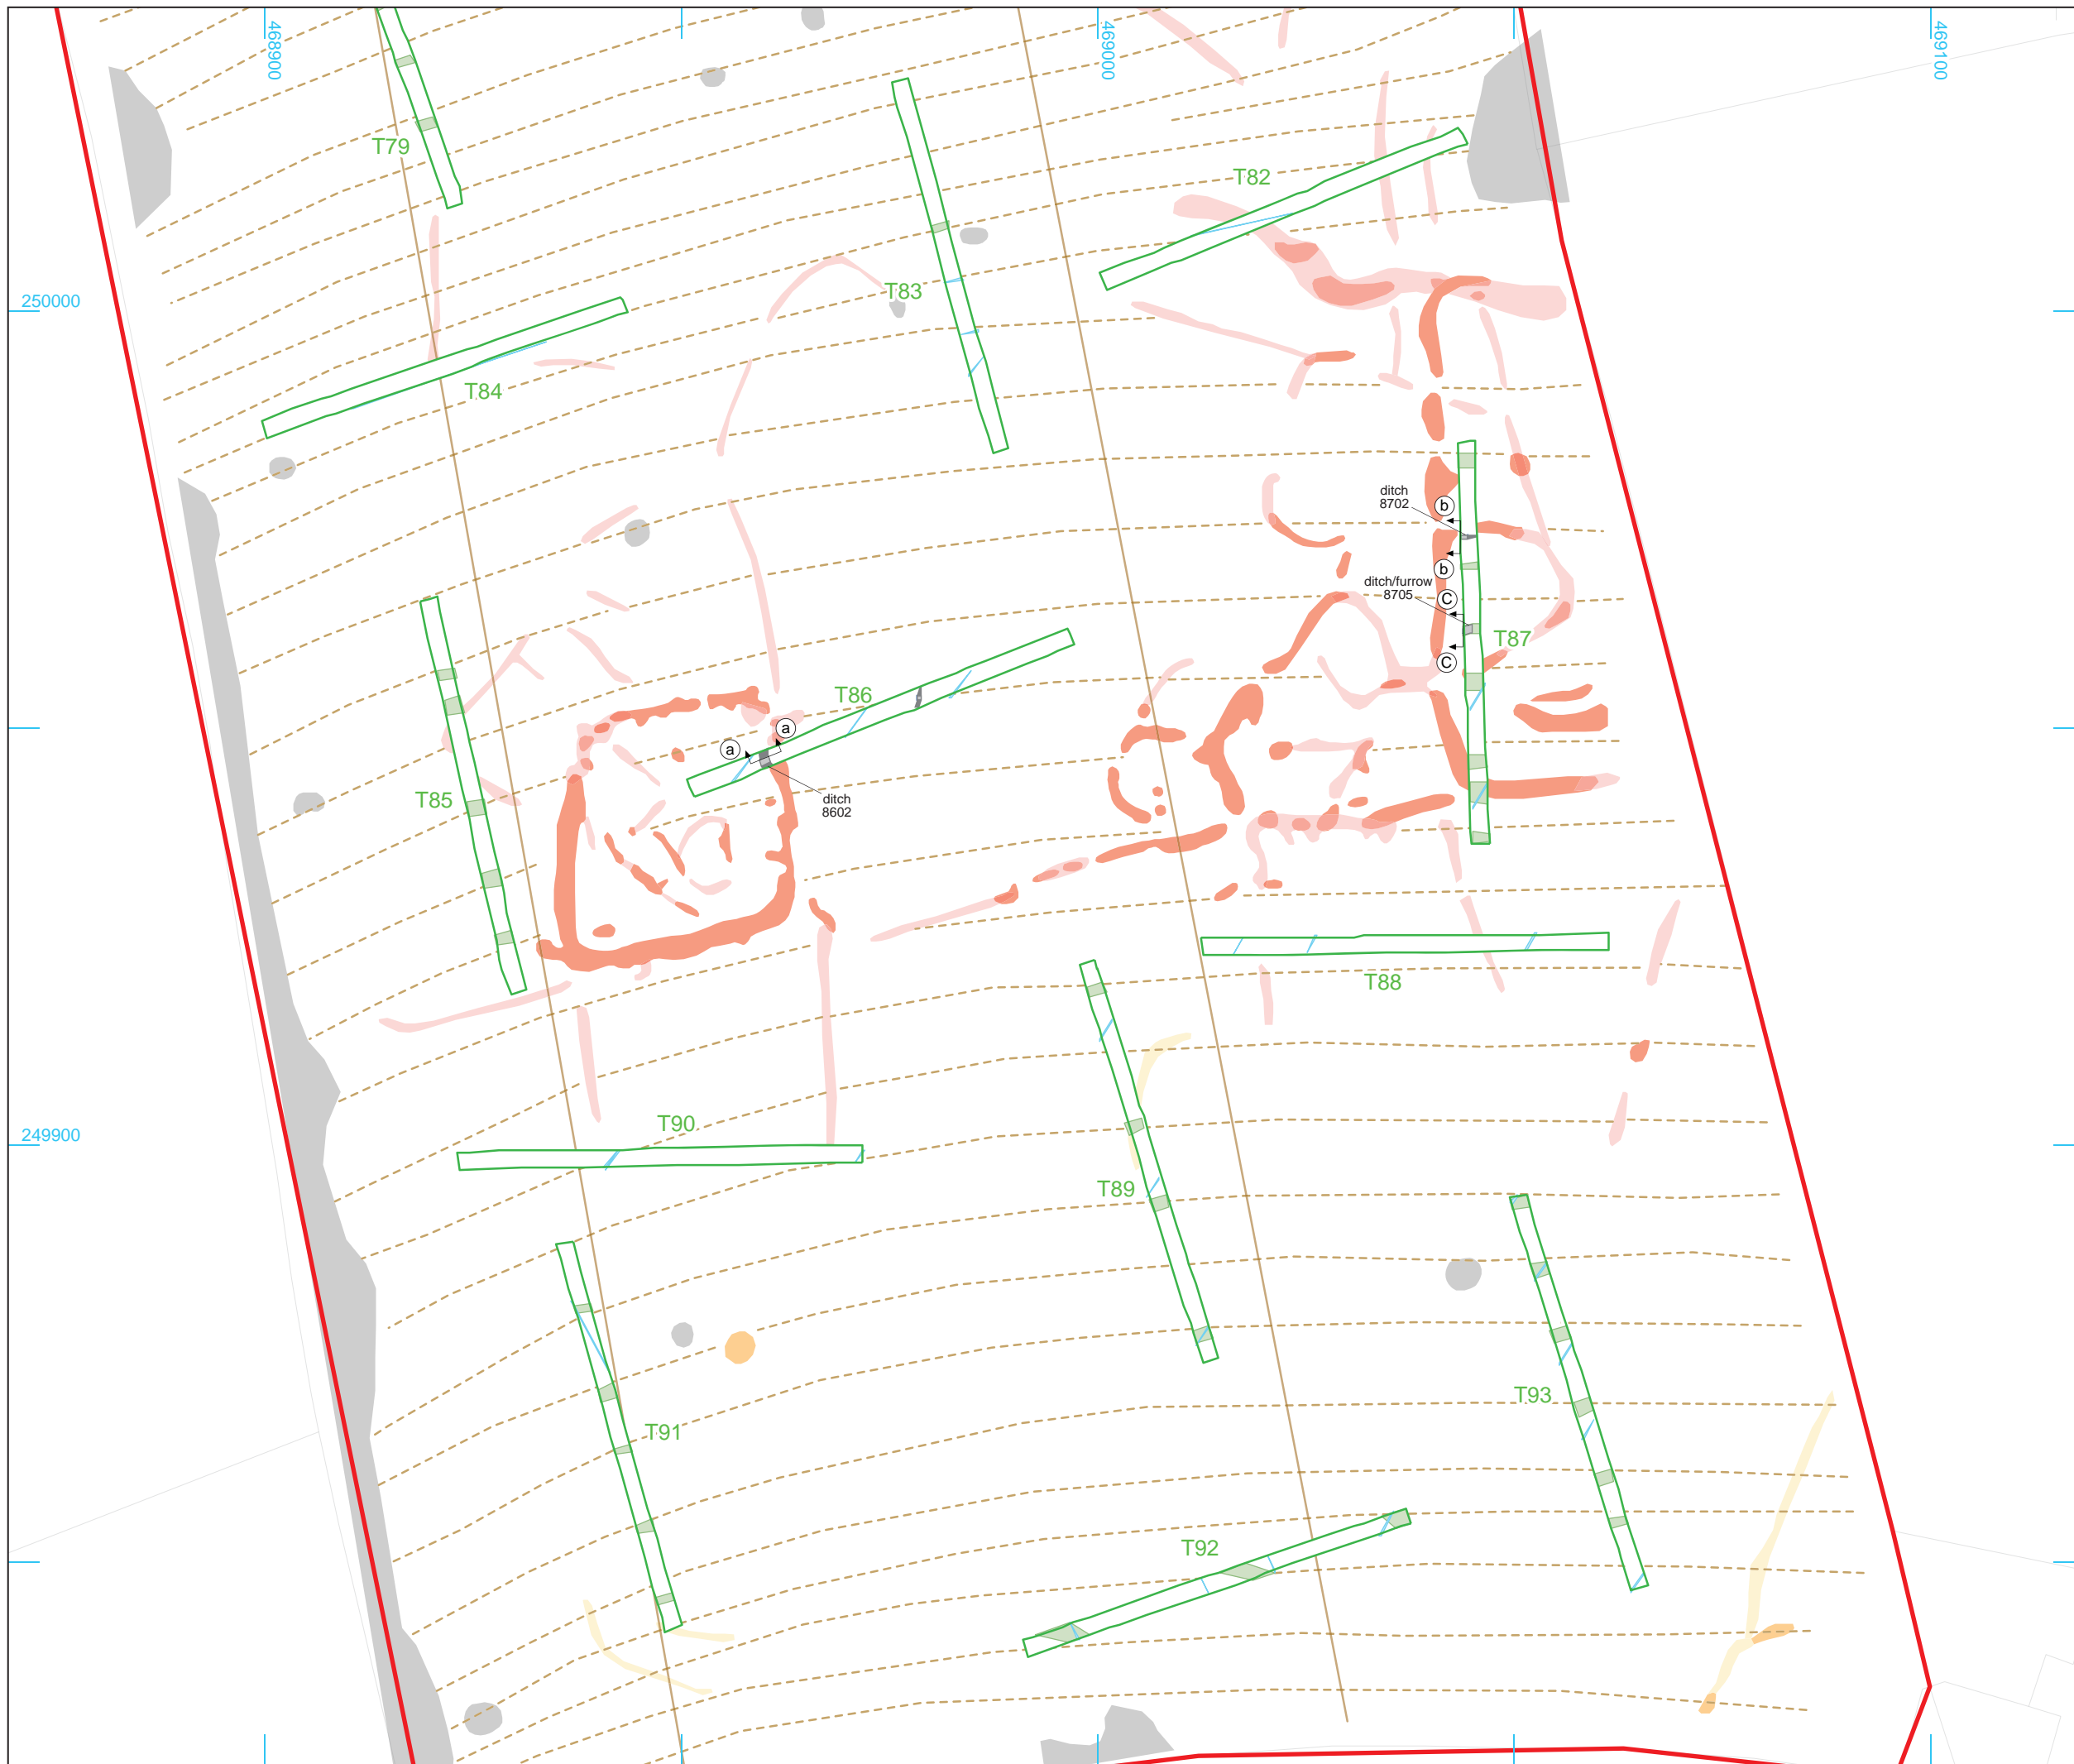 468900
469000
469100
T79
T82
T83
250000
T84
ditch
8702
b
b
ditch/furrow
8705
C
T87
C
T86
a
a
T85
ditch
8602
T88
T90
249900
T89
T93
T91
T92